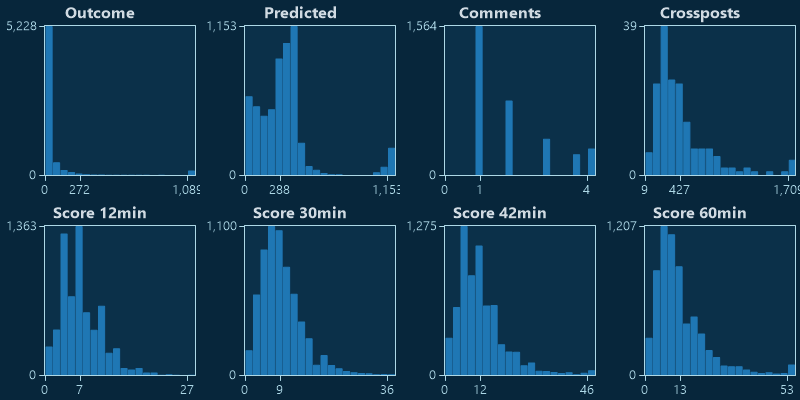 Outcome Predicted Comments Crossposts
5,228 1,153 1,564 39
0 0 0 0
0 272 1,089 0 288 1,153 0 1 4 9 427 1,709
Score 12min Score 30min Score 42min Score 60min
1,363 1,100 1,275 1,207
0 0 0 0
0 7 27 0 9 36 0 12 46 0 13 53